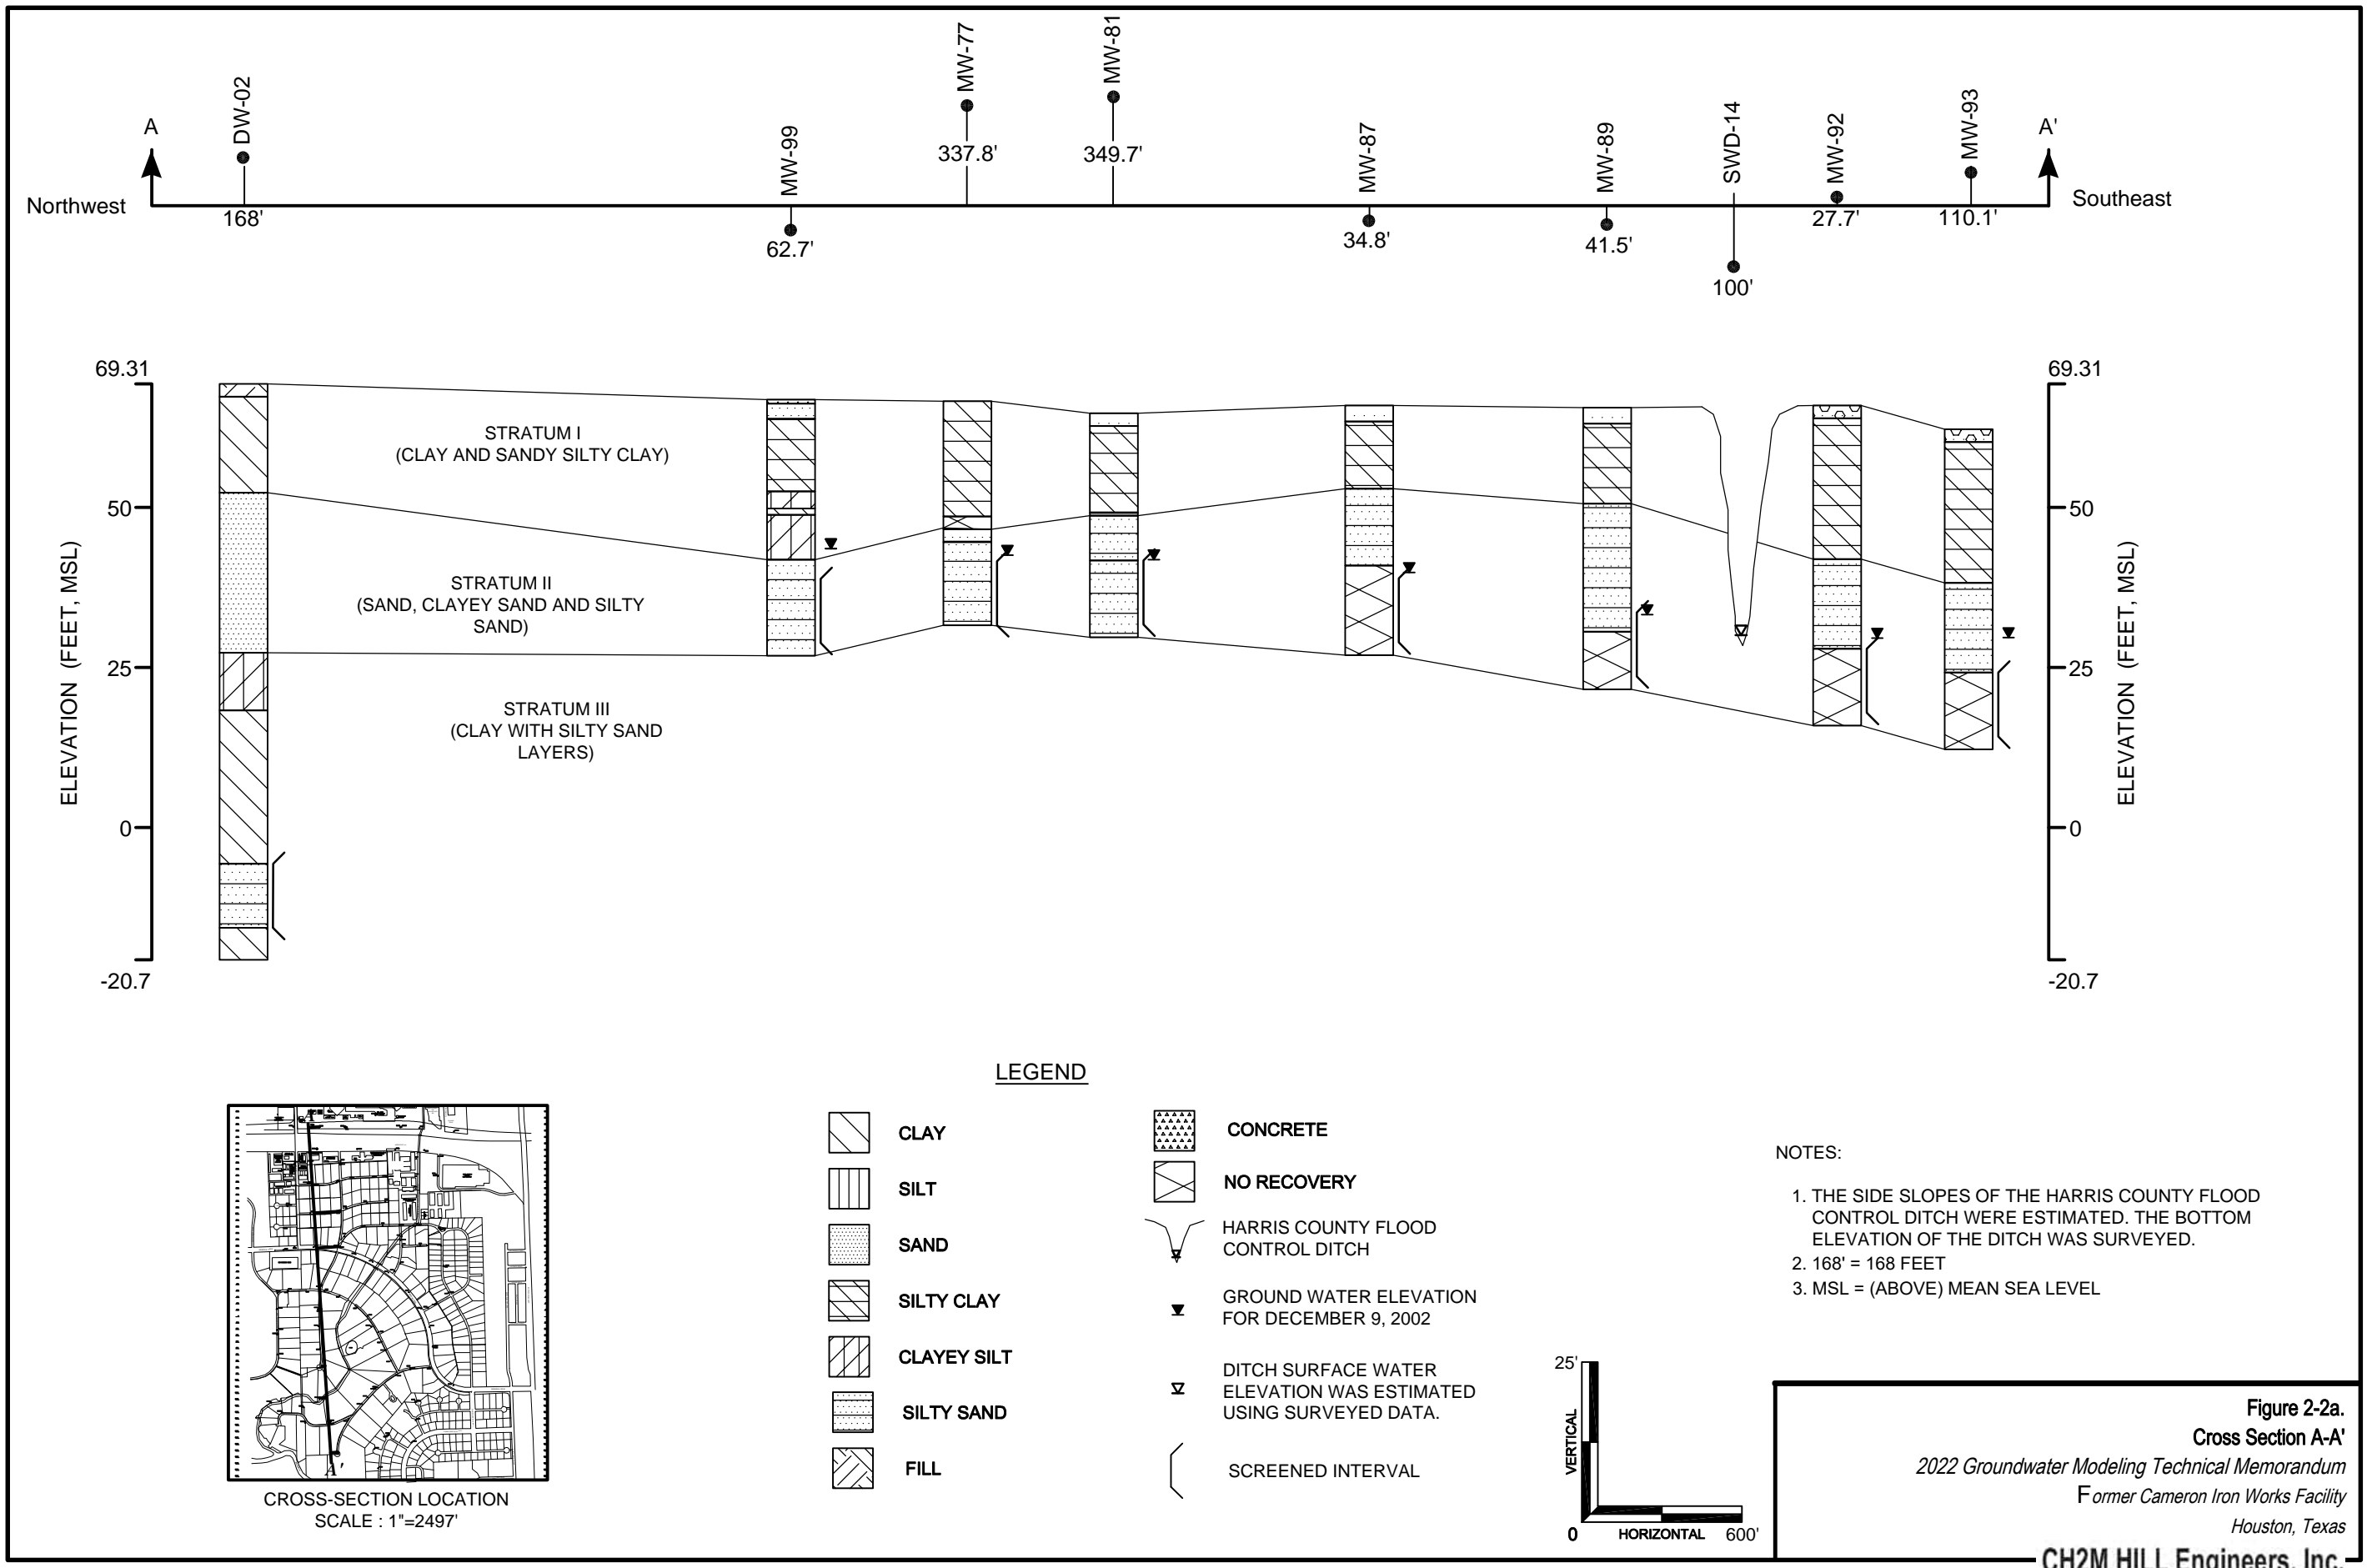 A
DW-02
MW-99
MW-77
MW-81
MW-87
MW-89
SWD-14
MW-92
MW-93
A'
Northwest
168'
62.7'
337.8'
349.7'
34.8'
41.5'
100'
27.7'
110.1'
Southeast
69.31
50
25
0
-20.7
ELEVATION (FEET, MSL)
STRATUM I
(CLAY AND SANDY SILTY CLAY)
STRATUM II
(SAND, CLAYEY SAND AND SILTY
SAND)
STRATUM III
(CLAY WITH SILTY SAND
LAYERS)
69.31
50
25
0
-20.7
ELEVATION (FEET, MSL)
A'
CROSS-SECTION LOCATION
SCALE : 1"=2497'
LEGEND
CLAY
SILT
SAND
SILTY CLAY
CLAYEY SILT
SILTY SAND
FILL
CONCRETE
NO RECOVERY
HARRIS COUNTY FLOOD
CONTROL DITCH
GROUND WATER ELEVATION
FOR DECEMBER 9, 2002
DITCH SURFACE WATER
ELEVATION WAS ESTIMATED
USING SURVEYED DATA.
SCREENED INTERVAL
25'
VERTICAL
0
HORIZONTAL
600'
NOTES:
1. THE SIDE SLOPES OF THE HARRIS COUNTY FLOOD
CONTROL DITCH WERE ESTIMATED. THE BOTTOM
ELEVATION OF THE DITCH WAS SURVEYED.
2. 168' = 168 FEET
3. MSL = (ABOVE) MEAN SEA LEVEL
Figure 2-2a.
Cross Section A-A'
2022 Groundwater Modeling Technical Memorandum
Former Cameron Iron Works Facility
Houston, Texas
CH2M HILL Engineers, Inc.